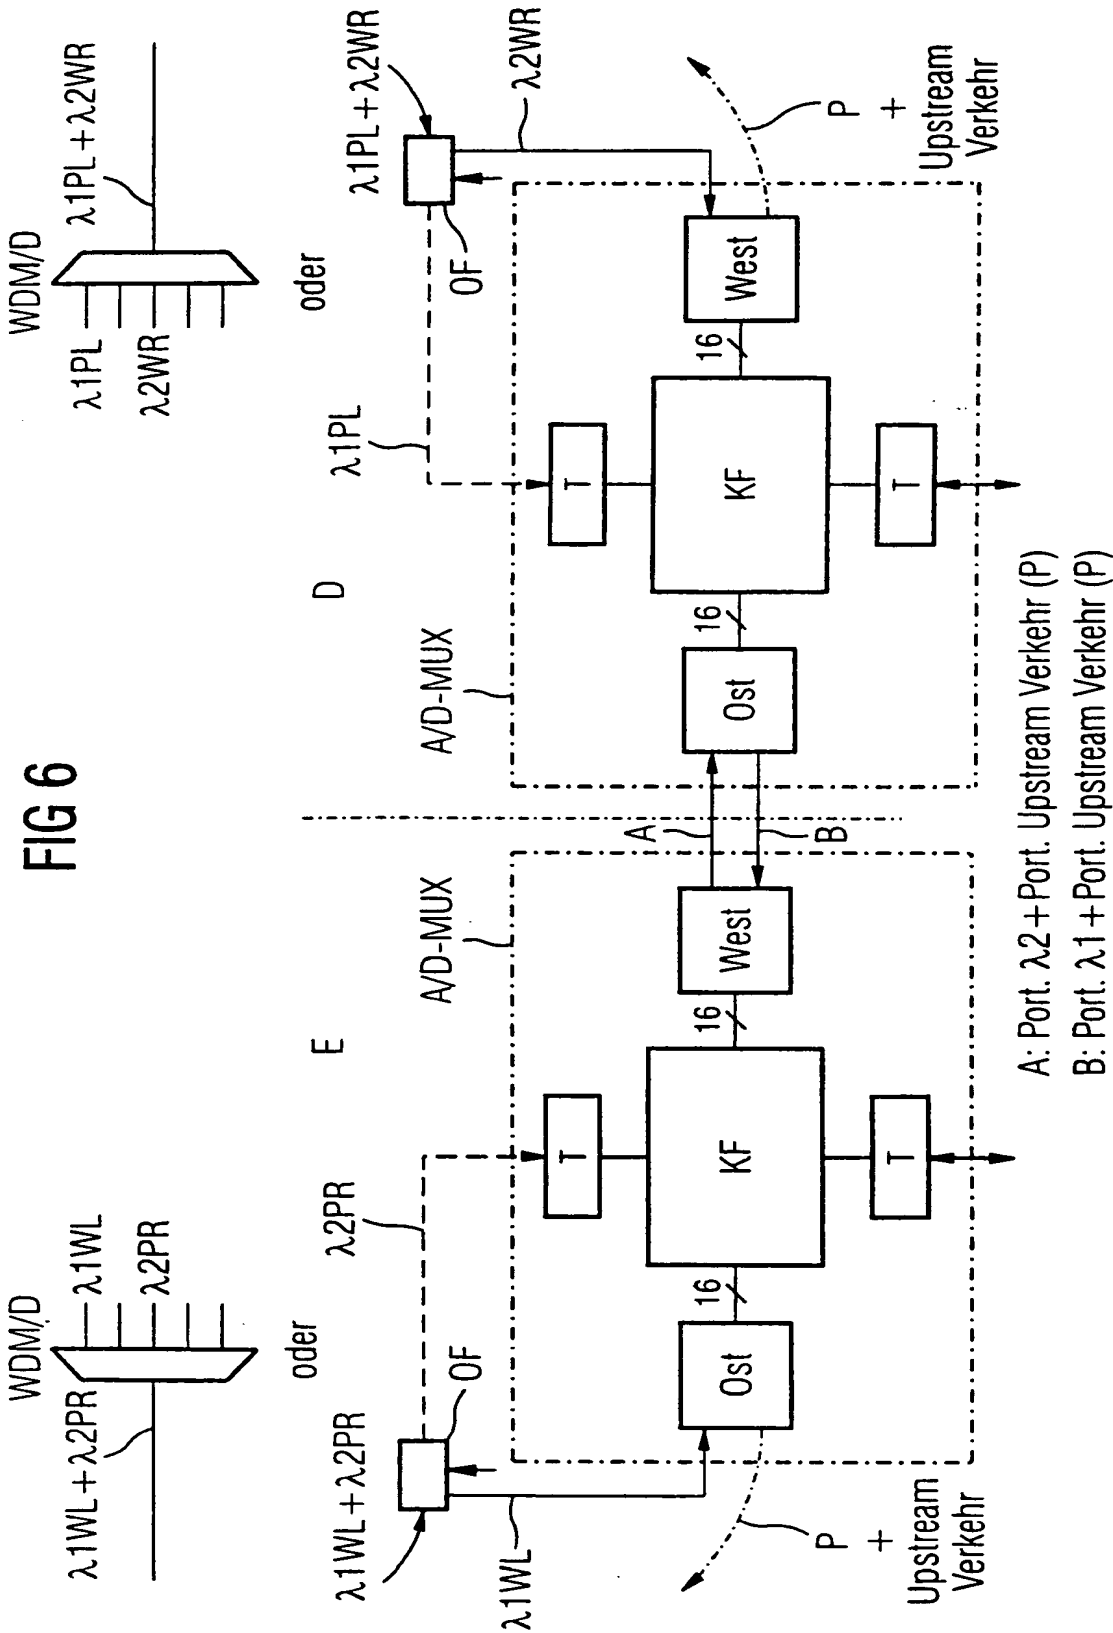 FIG 6
WDM/D
λ1WL+λ2PR
λ1WL
λ2PR
oder
WDM/D
λ1PL
λ2WR
λ1PL+λ2WR
oder
E
D
λ1WL+λ2PR
OF
λ2PR
λ1WL
A/D-MUX
T
Ost
16
KF
16
West
T
P
+
Upstream
Verkehr
A
B
A/D-MUX
λ1PL
OF
λ1PL+λ2WR
λ2WR
T
Ost
16
KF
16
West
T
P
+
Upstream
Verkehr
A: Port. λ2+Port. Upstream Verkehr (P)
B: Port. λ1+Port. Upstream Verkehr (P)